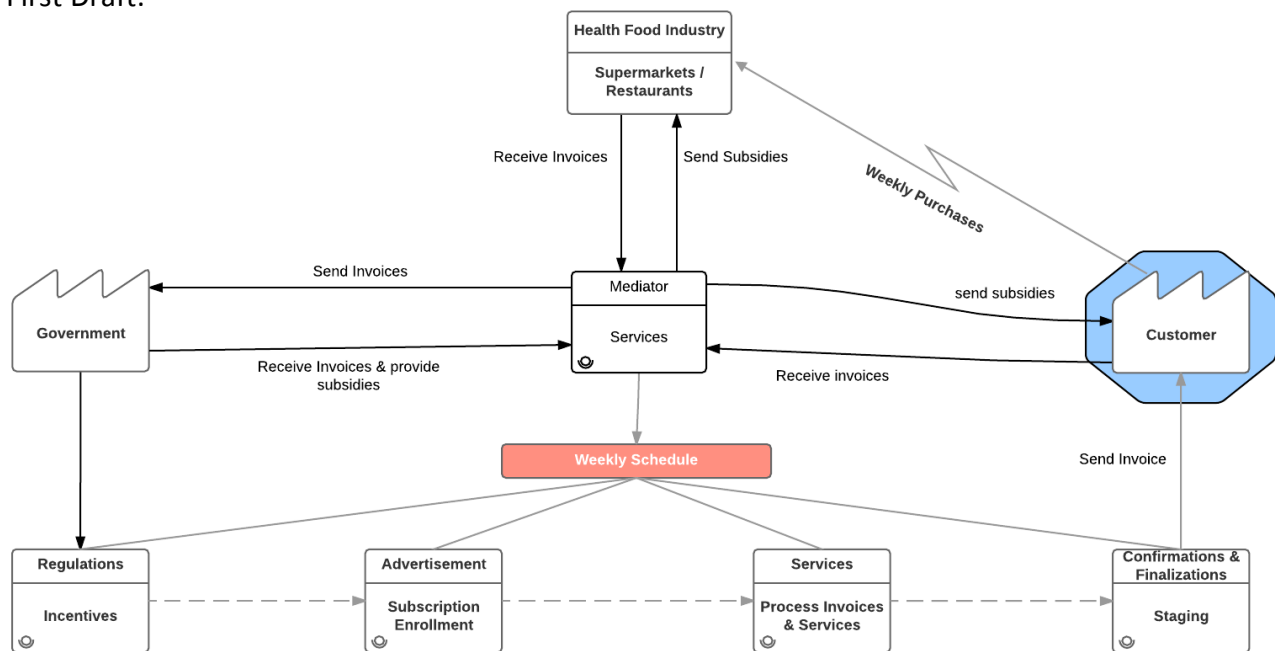 First Draft:
Health Food Industry
Supermarkets /
Restaurants
Receive Invoices
Send Subsidies
Weekly Purchases
Send Invoices
Mediator
send subsidies
Government
Services
Customer
Receive Invoices & provide
subsidies
Receive invoices
Weekly Schedule
Send Invoice
Regulations
Advertisement
Services
Confirmations &
Finalizations
Incentives
Subscription
Enrollment
Process Invoices
& Services
Staging